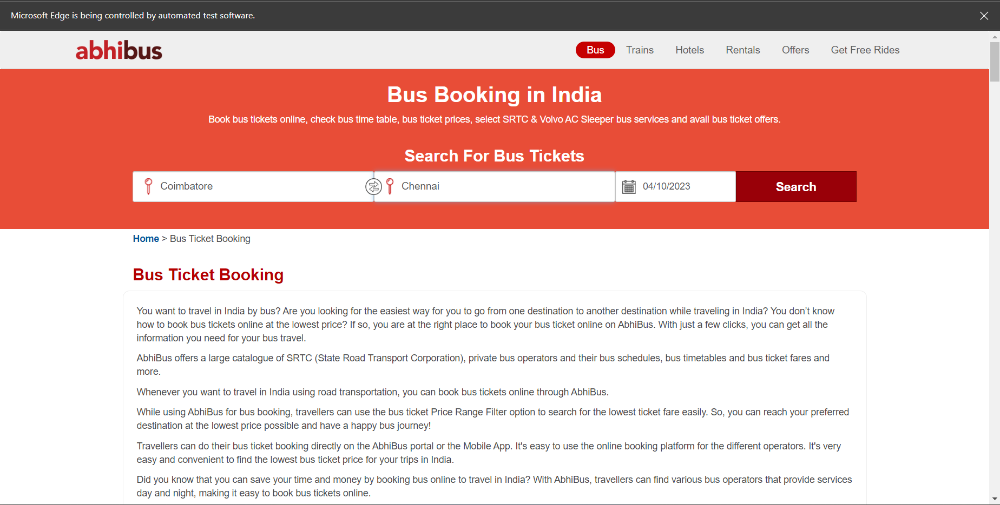 Microsoft Edge is being controlled by automated test software.
abhibus
Bus Trains Hotels Rentals Offers Get Free Rides
Bus Booking in India
Book bus tickets online, check bus time table, bus ticket prices, select SRTC & Volvo AC Sleeper bus services and avail bus ticket offers.
Search For Bus Tickets
Coimbatore Chennai 04/10/2023 Search
Home > Bus Ticket Booking
Bus Ticket Booking
You want to travel in India by bus? Are you looking for the easiest way for you to go from one destination to another destination while traveling in India? You don’t know
how to book bus tickets online at the lowest price? If so, you are at the right place to book your bus ticket online on AbhiBus. With just a few clicks, you can get all the
information you need for your bus travel.
AbhiBus offers a large catalogue of SRTC (State Road Transport Corporation), private bus operators and their bus schedules, bus timetables and bus ticket fares and
more.
Whenever you want to travel in India using road transportation, you can book bus tickets online through AbhiBus.
While using AbhiBus for bus booking, travellers can use the bus ticket Price Range Filter option to search for the lowest ticket fare easily. So, you can reach your preferred
destination at the lowest price possible and have a happy bus journey!
Travellers can do their bus ticket booking directly on the AbhiBus portal or the Mobile App. It's easy to use the online booking platform for the different operators. It's very
easy and convenient to find the lowest bus ticket price for your trips in India.
Did you know that you can save your time and money by booking bus online to travel in India? With AbhiBus, travellers can find various bus operators that provide services
day and night, making it easy to book bus tickets online.